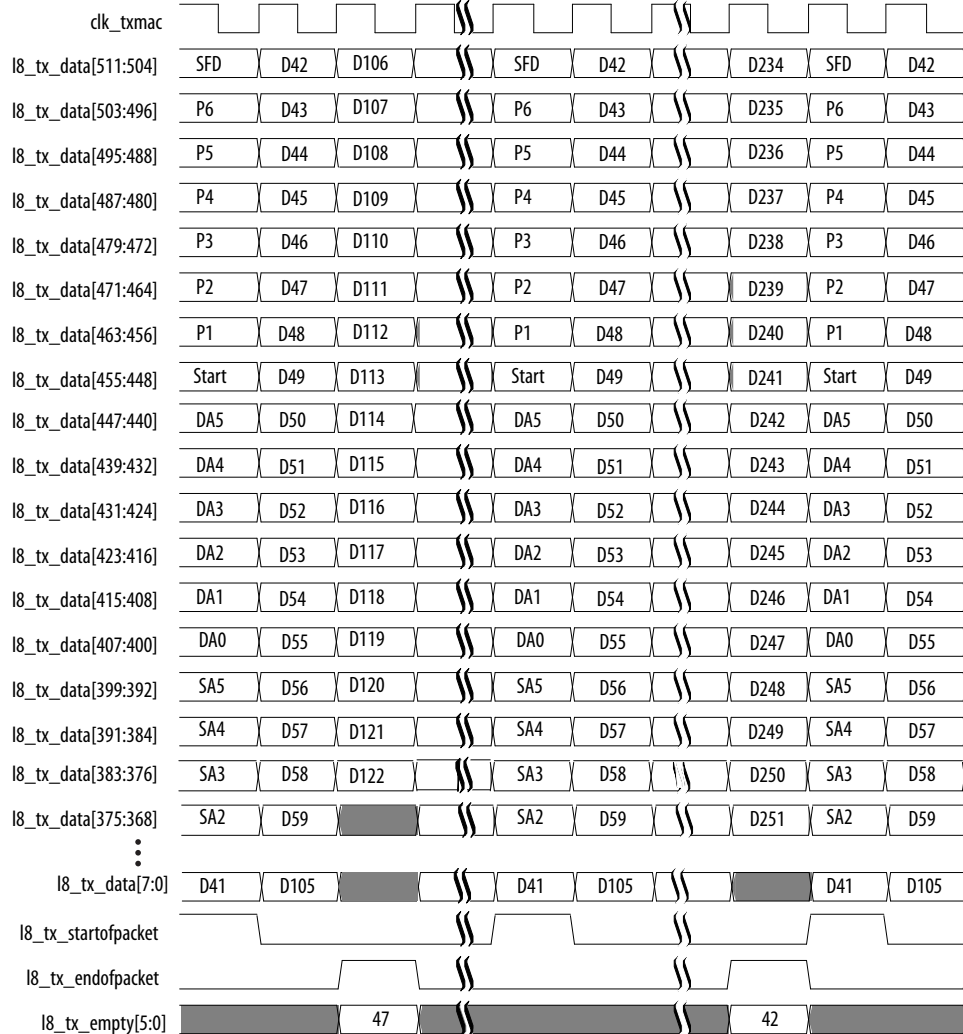 clk_txmac
l8_tx_data[511:504] SFD D42 D106 SFD D42 D234 SFD D42
l8_tx_data[503:496] P6 D43 D107 P6 D43 D235 P6 D43
l8_tx_data[495:488] P5 D44 D108 P5 D44 D236 P5 D44
l8_tx_data[487:480] P4 D45 D109 P4 D45 D237 P4 D45
l8_tx_data[479:472] P3 D46 D110 P3 D46 D238 P3 D46
l8_tx_data[471:464] P2 D47 D111 P2 D47 D239 P2 D47
l8_tx_data[463:456] P1 D48 D112 P1 D48 D240 P1 D48
l8_tx_data[455:448] Start D49 D113 Start D49 D241 Start D49
l8_tx_data[447:440] DA5 D50 D114 DA5 D50 D242 DA5 D50
l8_tx_data[439:432] DA4 D51 D115 DA4 D51 D243 DA4 D51
l8_tx_data[431:424] DA3 D52 D116 DA3 D52 D244 DA3 D52
l8_tx_data[423:416] DA2 D53 D117 DA2 D53 D245 DA2 D53
l8_tx_data[415:408] DA1 D54 D118 DA1 D54 D246 DA1 D54
l8_tx_data[407:400] DA0 D55 D119 DA0 D55 D247 DA0 D55
l8_tx_data[399:392] SA5 D56 D120 SA5 D56 D248 SA5 D56
l8_tx_data[391:384] SA4 D57 D121 SA4 D57 D249 SA4 D57
l8_tx_data[383:376] SA3 D58 D122 SA3 D58 D250 SA3 D58
l8_tx_data[375:368] SA2 D59 SA2 D59 D251 SA2 D59
l8_tx_data[7:0] D41 D105 D41 D105 D41 D105
l8_tx_startofpacket
l8_tx_endofpacket
l8_tx_empty[5:0] 47 42